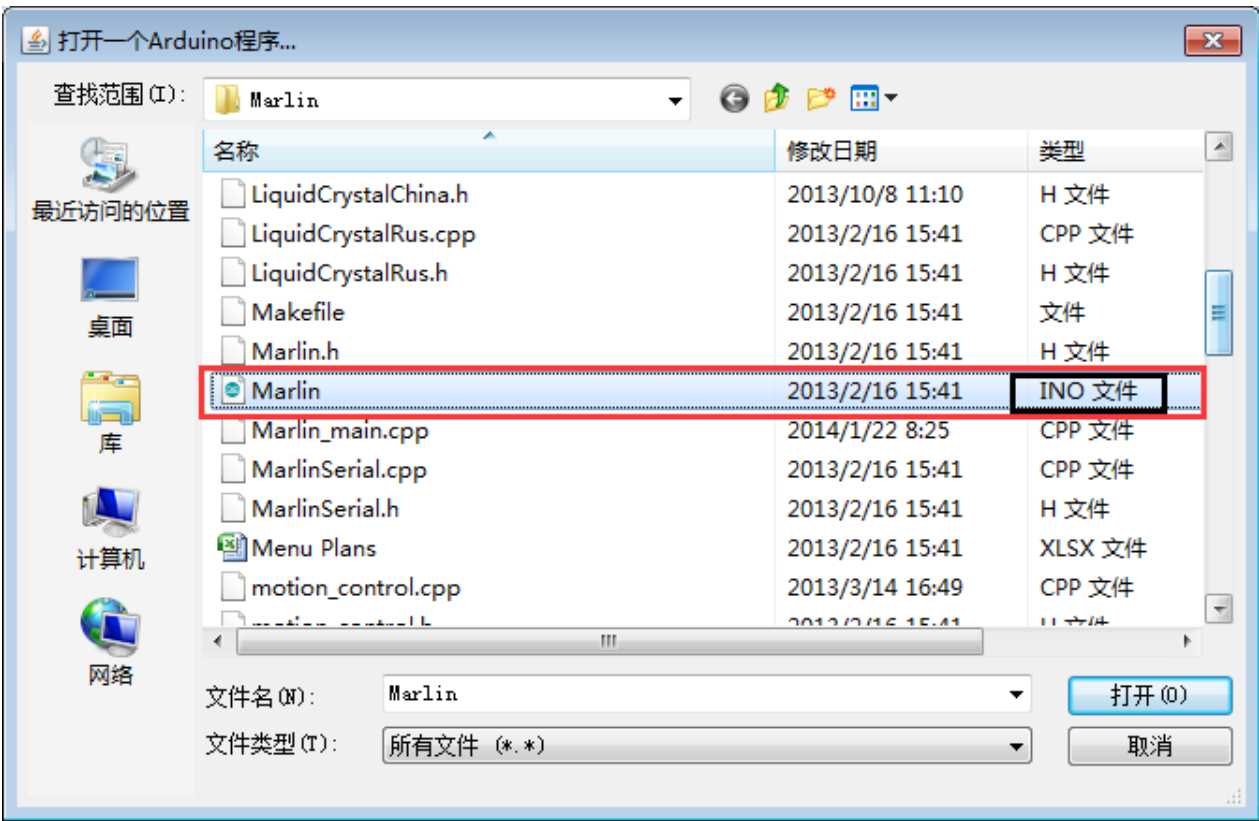 打开一个Arduino程序...
查找范围(I): Marlin
名称 修改日期 类型
LiquidCrystalChina.h 2013/10/8 11:10 H 文件
LiquidCrystalRus.cpp 2013/2/16 15:41 CPP 文件
LiquidCrystalRus.h 2013/2/16 15:41 H 文件
Makefile 2013/2/16 15:41 文件
Marlin.h 2013/2/16 15:41 H 文件
Marlin 2013/2/16 15:41 INO 文件
Marlin_main.cpp 2014/1/22 8:25 CPP 文件
MarlinSerial.cpp 2013/2/16 15:41 CPP 文件
MarlinSerial.h 2013/2/16 15:41 H 文件
Menu Plans 2013/2/16 15:41 XLSX 文件
motion_control.cpp 2013/3/14 16:49 CPP 文件
motion_control.h 2013/2/16 15:41 H 文件
最近访问的位置
桌面
库
计算机
网络
文件名(N): Marlin 打开(O)
文件类型(T): 所有文件 (*.*) 取消